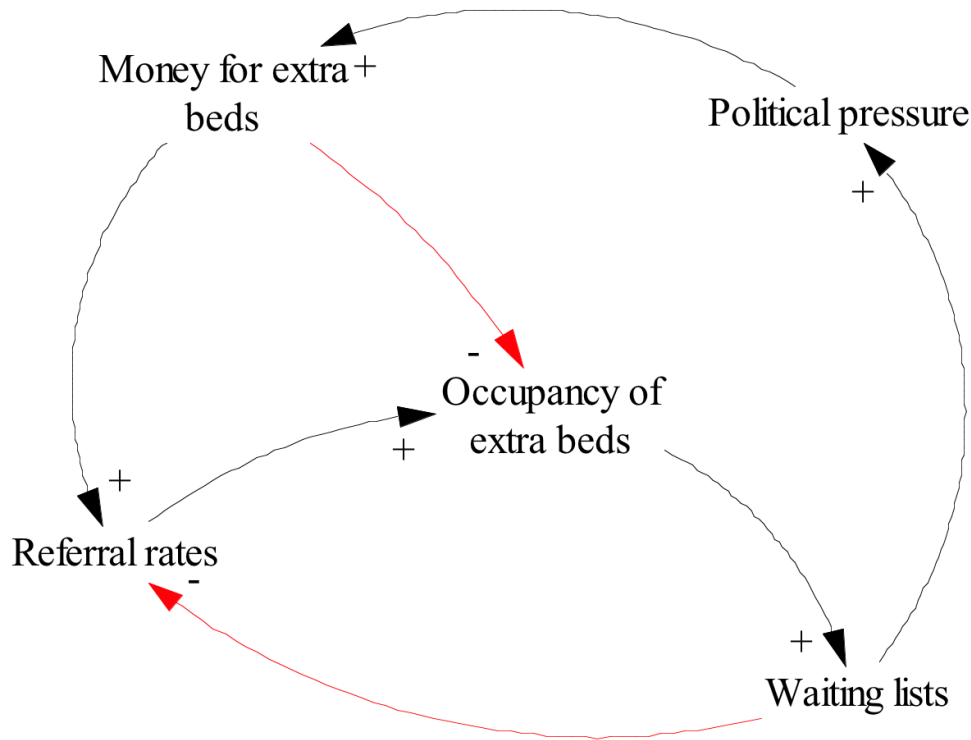 Money for extra +
beds
Political pressure
+
-
Occupancy of
extra beds
+
+
Referral rates
-
+
Waiting lists